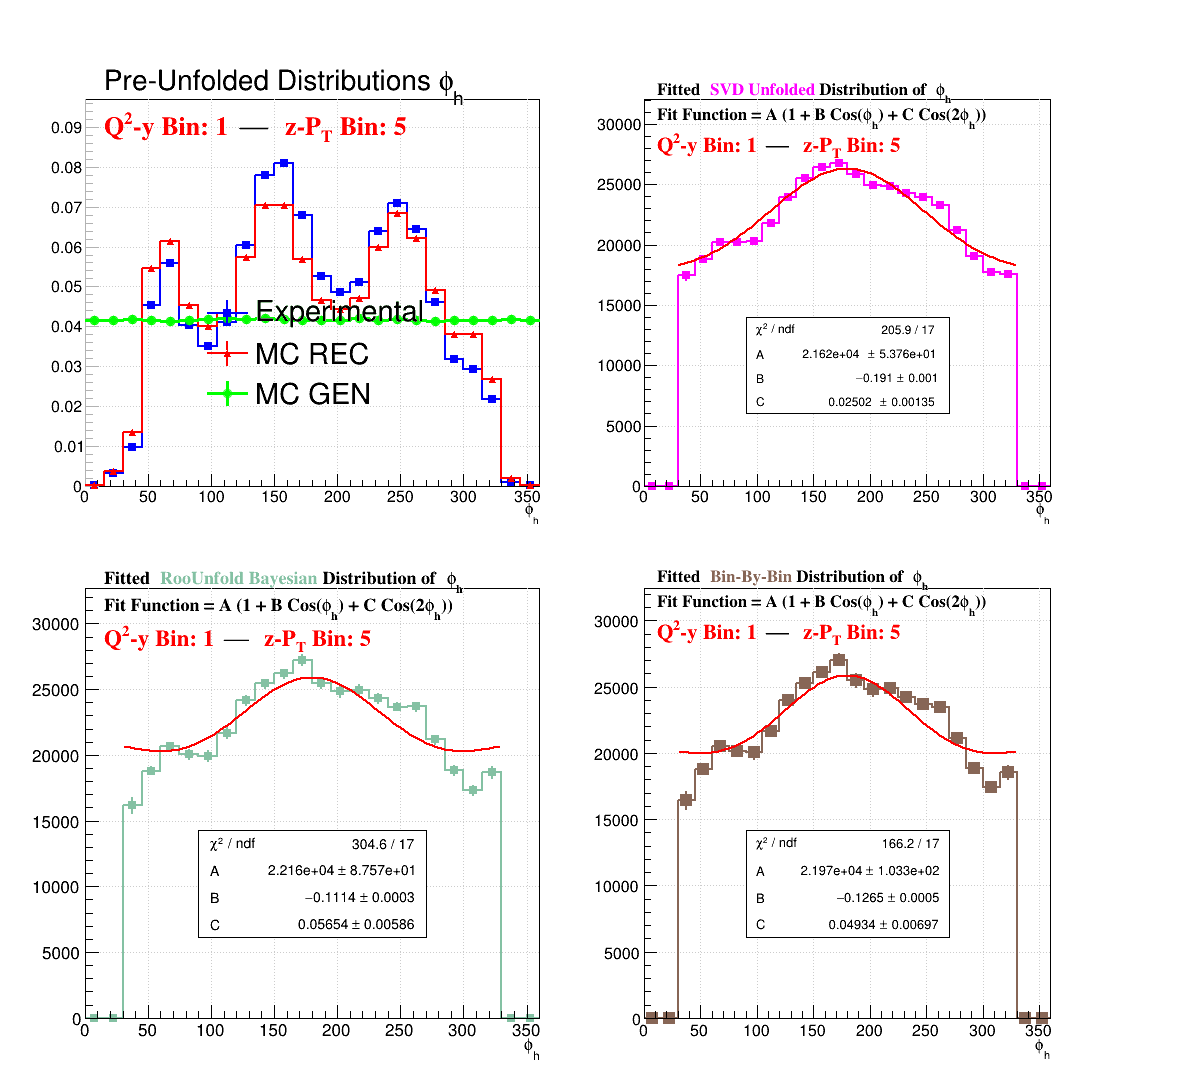 Pre-Unfolded Distributions ϕh
Q²-y Bin: 1 — z-PT Bin: 5
0.09
0.08
0.07
0.06
0.05
0.04
0.03
0.02
0.01
0
Experimental
MC REC
MC GEN
0 50 100 150 200 250 300
ϕh
Fitted SVD Unfolded Distribution of ϕh
Fit Function = A (1 + B Cos(ϕh) + C Cos(2ϕh))
Q²-y Bin: 1 — z-PT Bin: 5
30000
25000
20000
15000
10000
5000
0
χ² / ndf 205.9 / 17
A 2.162e+04 ± 5.376e+01
B −0.191 ± 0.001
C 0.02502 ± 0.00135
0 50 100 150 200 250 300 350
ϕh
Fitted RooUnfold Bayesian Distribution of ϕh
Fit Function = A (1 + B Cos(ϕh) + C Cos(2ϕh))
Q²-y Bin: 1 — z-PT Bin: 5
30000
25000
20000
15000
10000
5000
0
χ² / ndf 304.6 / 17
A 2.216e+04 ± 8.757e+01
B −0.1114 ± 0.0003
C 0.05654 ± 0.00586
0 50 100 150 200 250 300
ϕh
Fitted Bin-By-Bin Distribution of ϕh
Fit Function = A (1 + B Cos(ϕh) + C Cos(2ϕh))
Q²-y Bin: 1 — z-PT Bin: 5
30000
25000
20000
15000
10000
5000
0
χ² / ndf 166.2 / 17
A 2.197e+04 ± 1.033e+02
B −0.1265 ± 0.0005
C 0.04934 ± 0.00697
0 50 100 150 200 250 300 350
ϕh